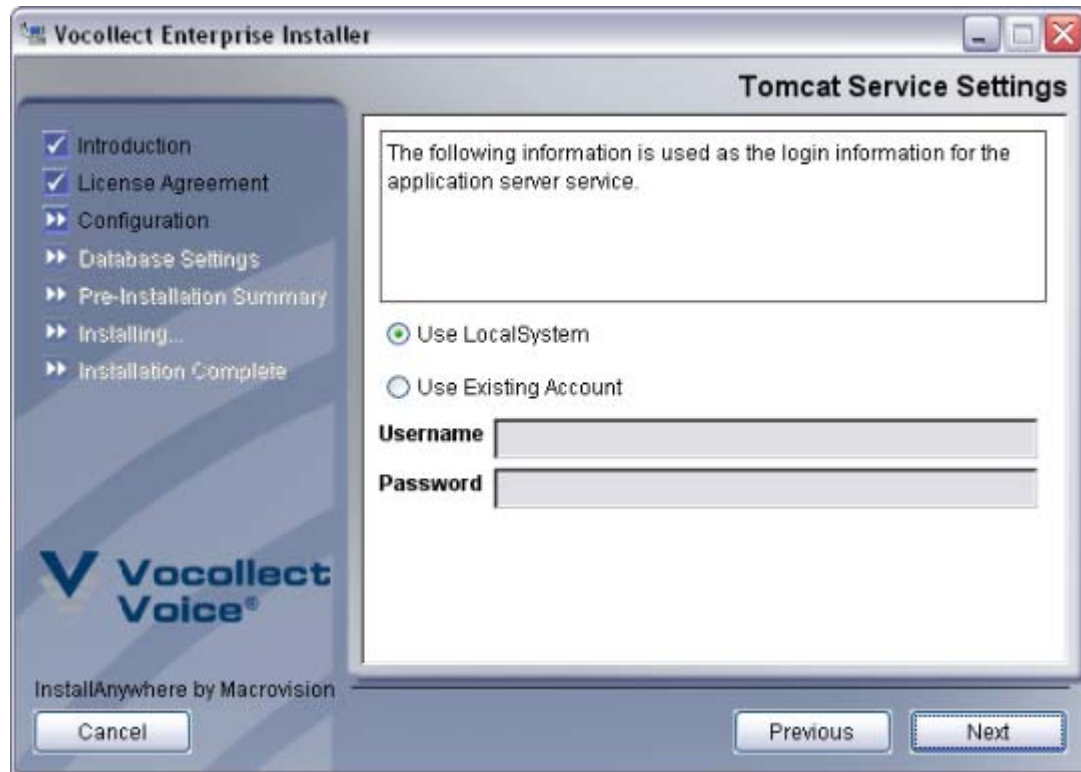 Vocollect Enterprise Installer
Tomcat Service Settings
Introduction
License Agreement
Configuration
Database Settings
Pre-Installation Summary
Installing...
Installation Complete
The following information is used as the login information for the
application server service.
Use LocalSystem
Use Existing Account
Username
Password
Vocollect
Voice®
InstallAnywhere by Macrovision
Cancel
Previous
Next